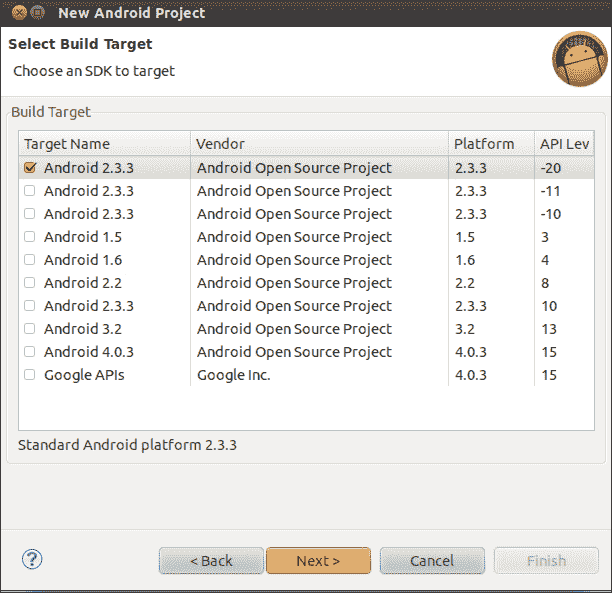 New Android Project
Select Build Target
Choose an SDK to target
Build Target
Target Name Vendor Platform API Lev
Android 2.3.3 Android Open Source Project 2.3.3 -20
Android 2.3.3 Android Open Source Project 2.3.3 -11
Android 2.3.3 Android Open Source Project 2.3.3 -10
Android 1.5 Android Open Source Project 1.5 3
Android 1.6 Android Open Source Project 1.6 4
Android 2.2 Android Open Source Project 2.2 8
Android 2.3.3 Android Open Source Project 2.3.3 10
Android 3.2 Android Open Source Project 3.2 13
Android 4.0.3 Android Open Source Project 4.0.3 15
Google APIs Google Inc. 4.0.3 15
Standard Android platform 2.3.3
? < Back Next > Cancel Finish